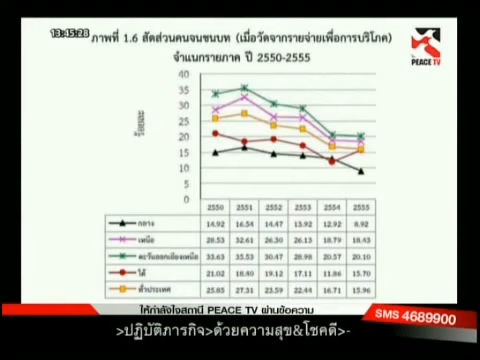 13:45:28
ภาพที่ 1.6 สัดส่วนคนจนชนบท (เมื่อวัดจากรายจ่ายเพื่อการบริโภค)
จำแนกรายภาค ปี 2550-2555
PEACE TV
ร้อยละ
40
35
30
25
20
15
10
5
0
2550 2551 2552 2553 2554 2555
กลาง 14.92 16.54 14.47 13.92 12.92 8.92
เหนือ 28.53 32.61 26.30 26.13 18.79 18.43
ตะวันออกเฉียงเหนือ 33.63 35.53 30.47 28.98 20.57 20.10
ใต้ 21.02 18.40 19.12 17.11 11.86 15.70
ทั่วประเทศ 25.85 27.31 23.59 22.44 16.71 15.96
ให้กำลังใจสถานี PEACE TV ผ่านข้อความ
SMS 4689900
>ปฏิบัติภารกิจ>ด้วยความสุข&โชคดี>-